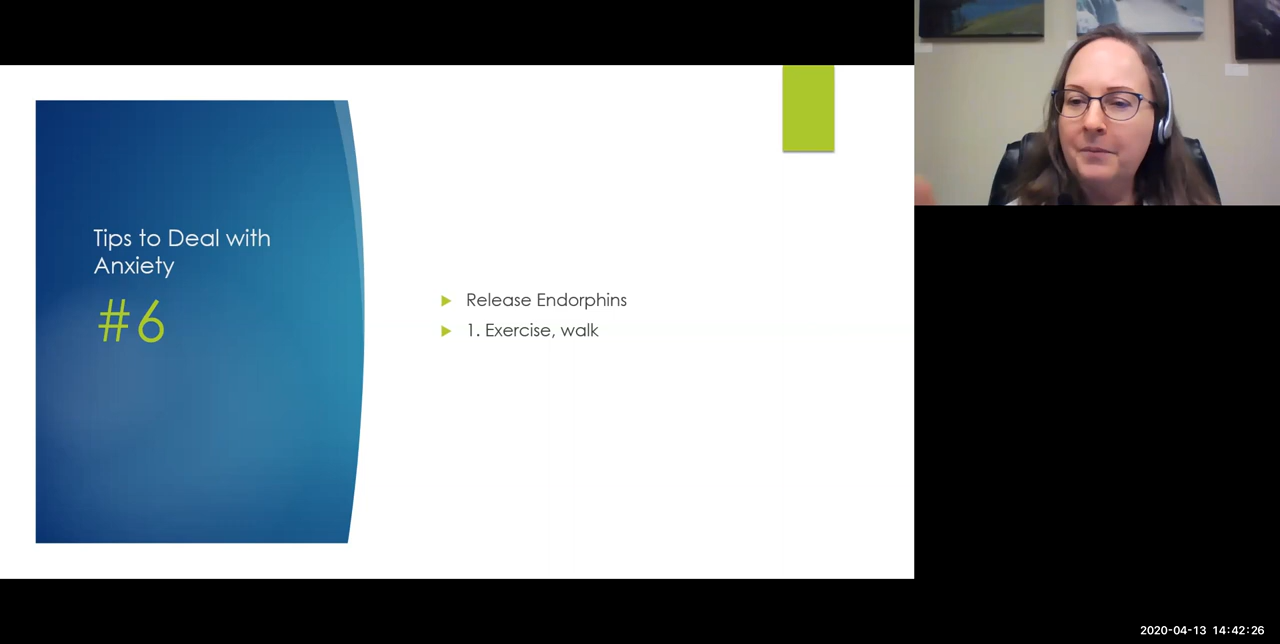 Tips to Deal with
Anxiety
#6
Release Endorphins
1. Exercise, walk
2020-04-13 14:42:26